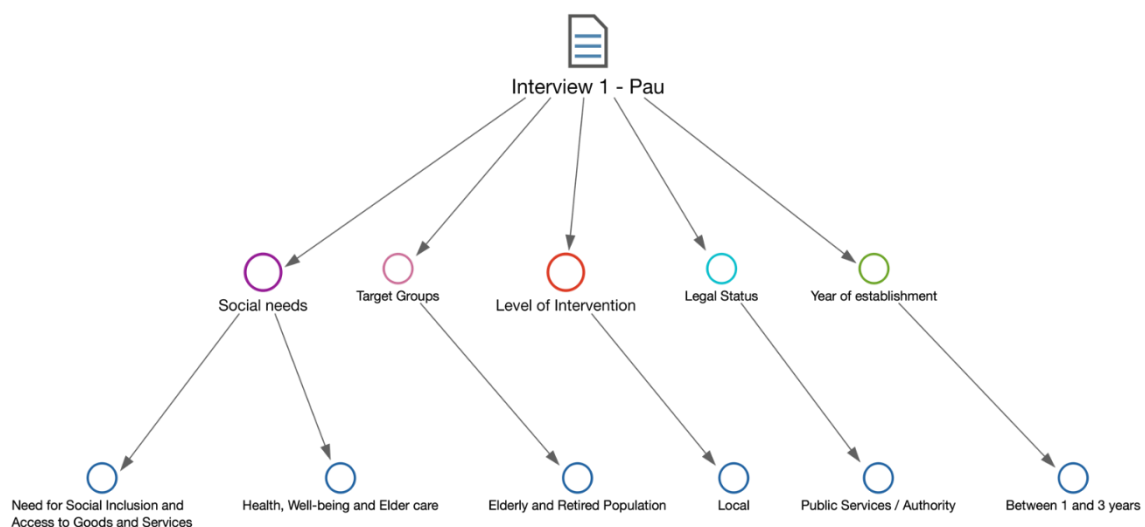 Interview 1 - Pau
Social needs
Target Groups
Level of Intervention
Legal Status
Year of establishment
Need for Social Inclusion and
Access to Goods and Services
Health, Well-being and Elder care
Elderly and Retired Population
Local
Public Services / Authority
Between 1 and 3 years